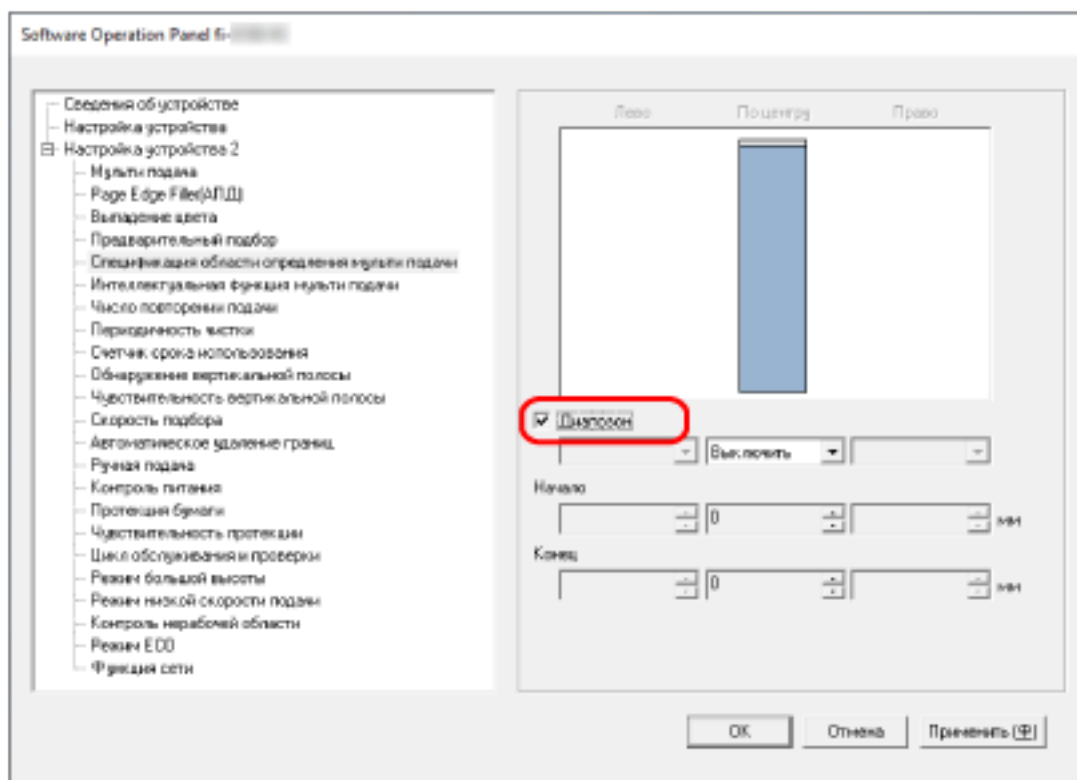 Software Operation Panel fi-
Сведения об устройстве
Настройка устройства
Настройка устройства 2
Мульти подача
Page Edge Filler(АПД)
Выпадение цвета
Предварительный подбор
Спецификация области опредления мульти подачи
Интеллектуальная функция мульти подачи
Число повторении подачи
Периодичность чистки
Счетчик срока использования
Обнаружение вертикальной полосы
Чувствительность вертикальной полосы
Скорость подбора
Автоматическое удаление границ
Ручная подача
Контроль питания
Протекция бумаги
Чувствительность протекции
Цикл обслуживания и проверки
Режим большой высоты
Режим низкой скорости подачи
Контроль нерабочей области
Режим ECO
Функция сети
Лево По центру Право
Диапозон
Выключить
Начало
0 мм
Конец
0 мм
OK Отмена Применить (Ф)